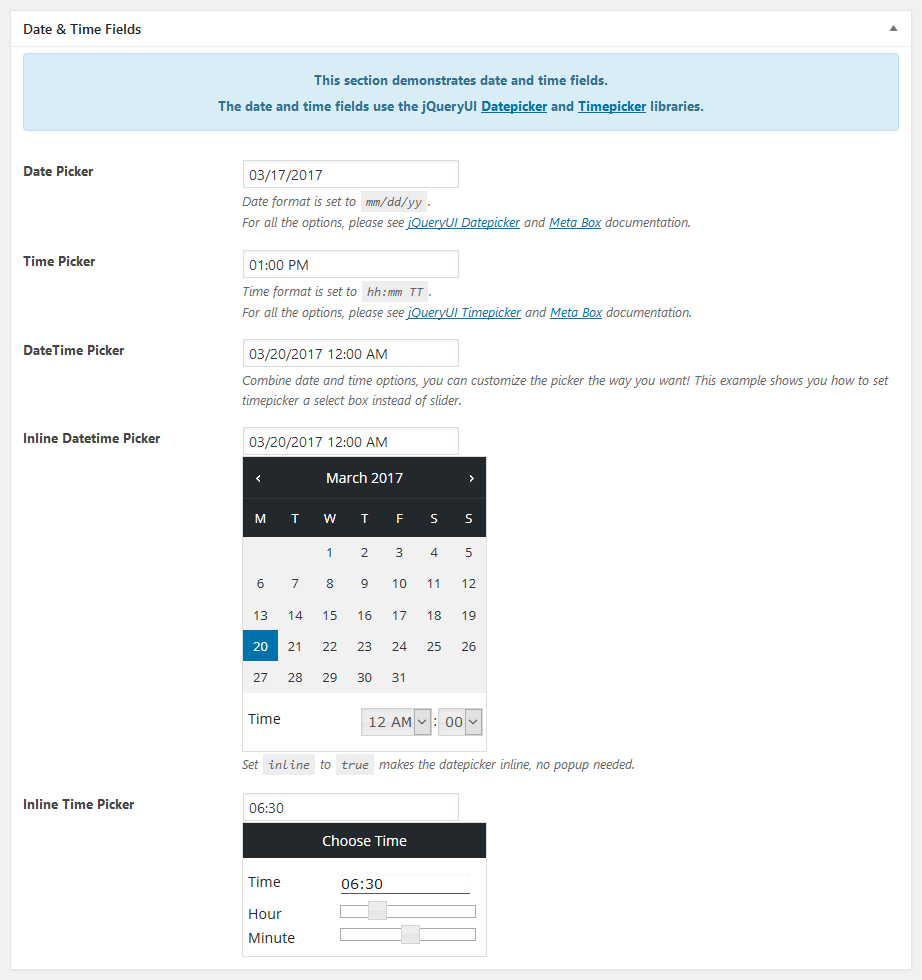 Date & Time Fields
This section demonstrates date and time fields.
The date and time fields use the jQueryUI Datepicker and Timepicker libraries.
Date Picker
03/17/2017
Date format is set to mm/dd/yy .
For all the options, please see jQueryUI Datepicker and Meta Box documentation.
Time Picker
01:00 PM
Time format is set to hh:mm TT .
For all the options, please see jQueryUI Timepicker and Meta Box documentation.
DateTime Picker
03/20/2017 12:00 AM
Combine date and time options, you can customize the picker the way you want! This example shows you how to set
timepicker a select box instead of slider.
Inline Datetime Picker
03/20/2017 12:00 AM
March 2017
M T W T F S S
1 2 3 4 5
6 7 8 9 10 11 12
13 14 15 16 17 18 19
20 21 22 23 24 25 26
27 28 29 30 31
Time 12 AM : 00
Set inline to true makes the datepicker inline, no popup needed.
Inline Time Picker
06:30
Choose Time
Time 06:30
Hour
Minute